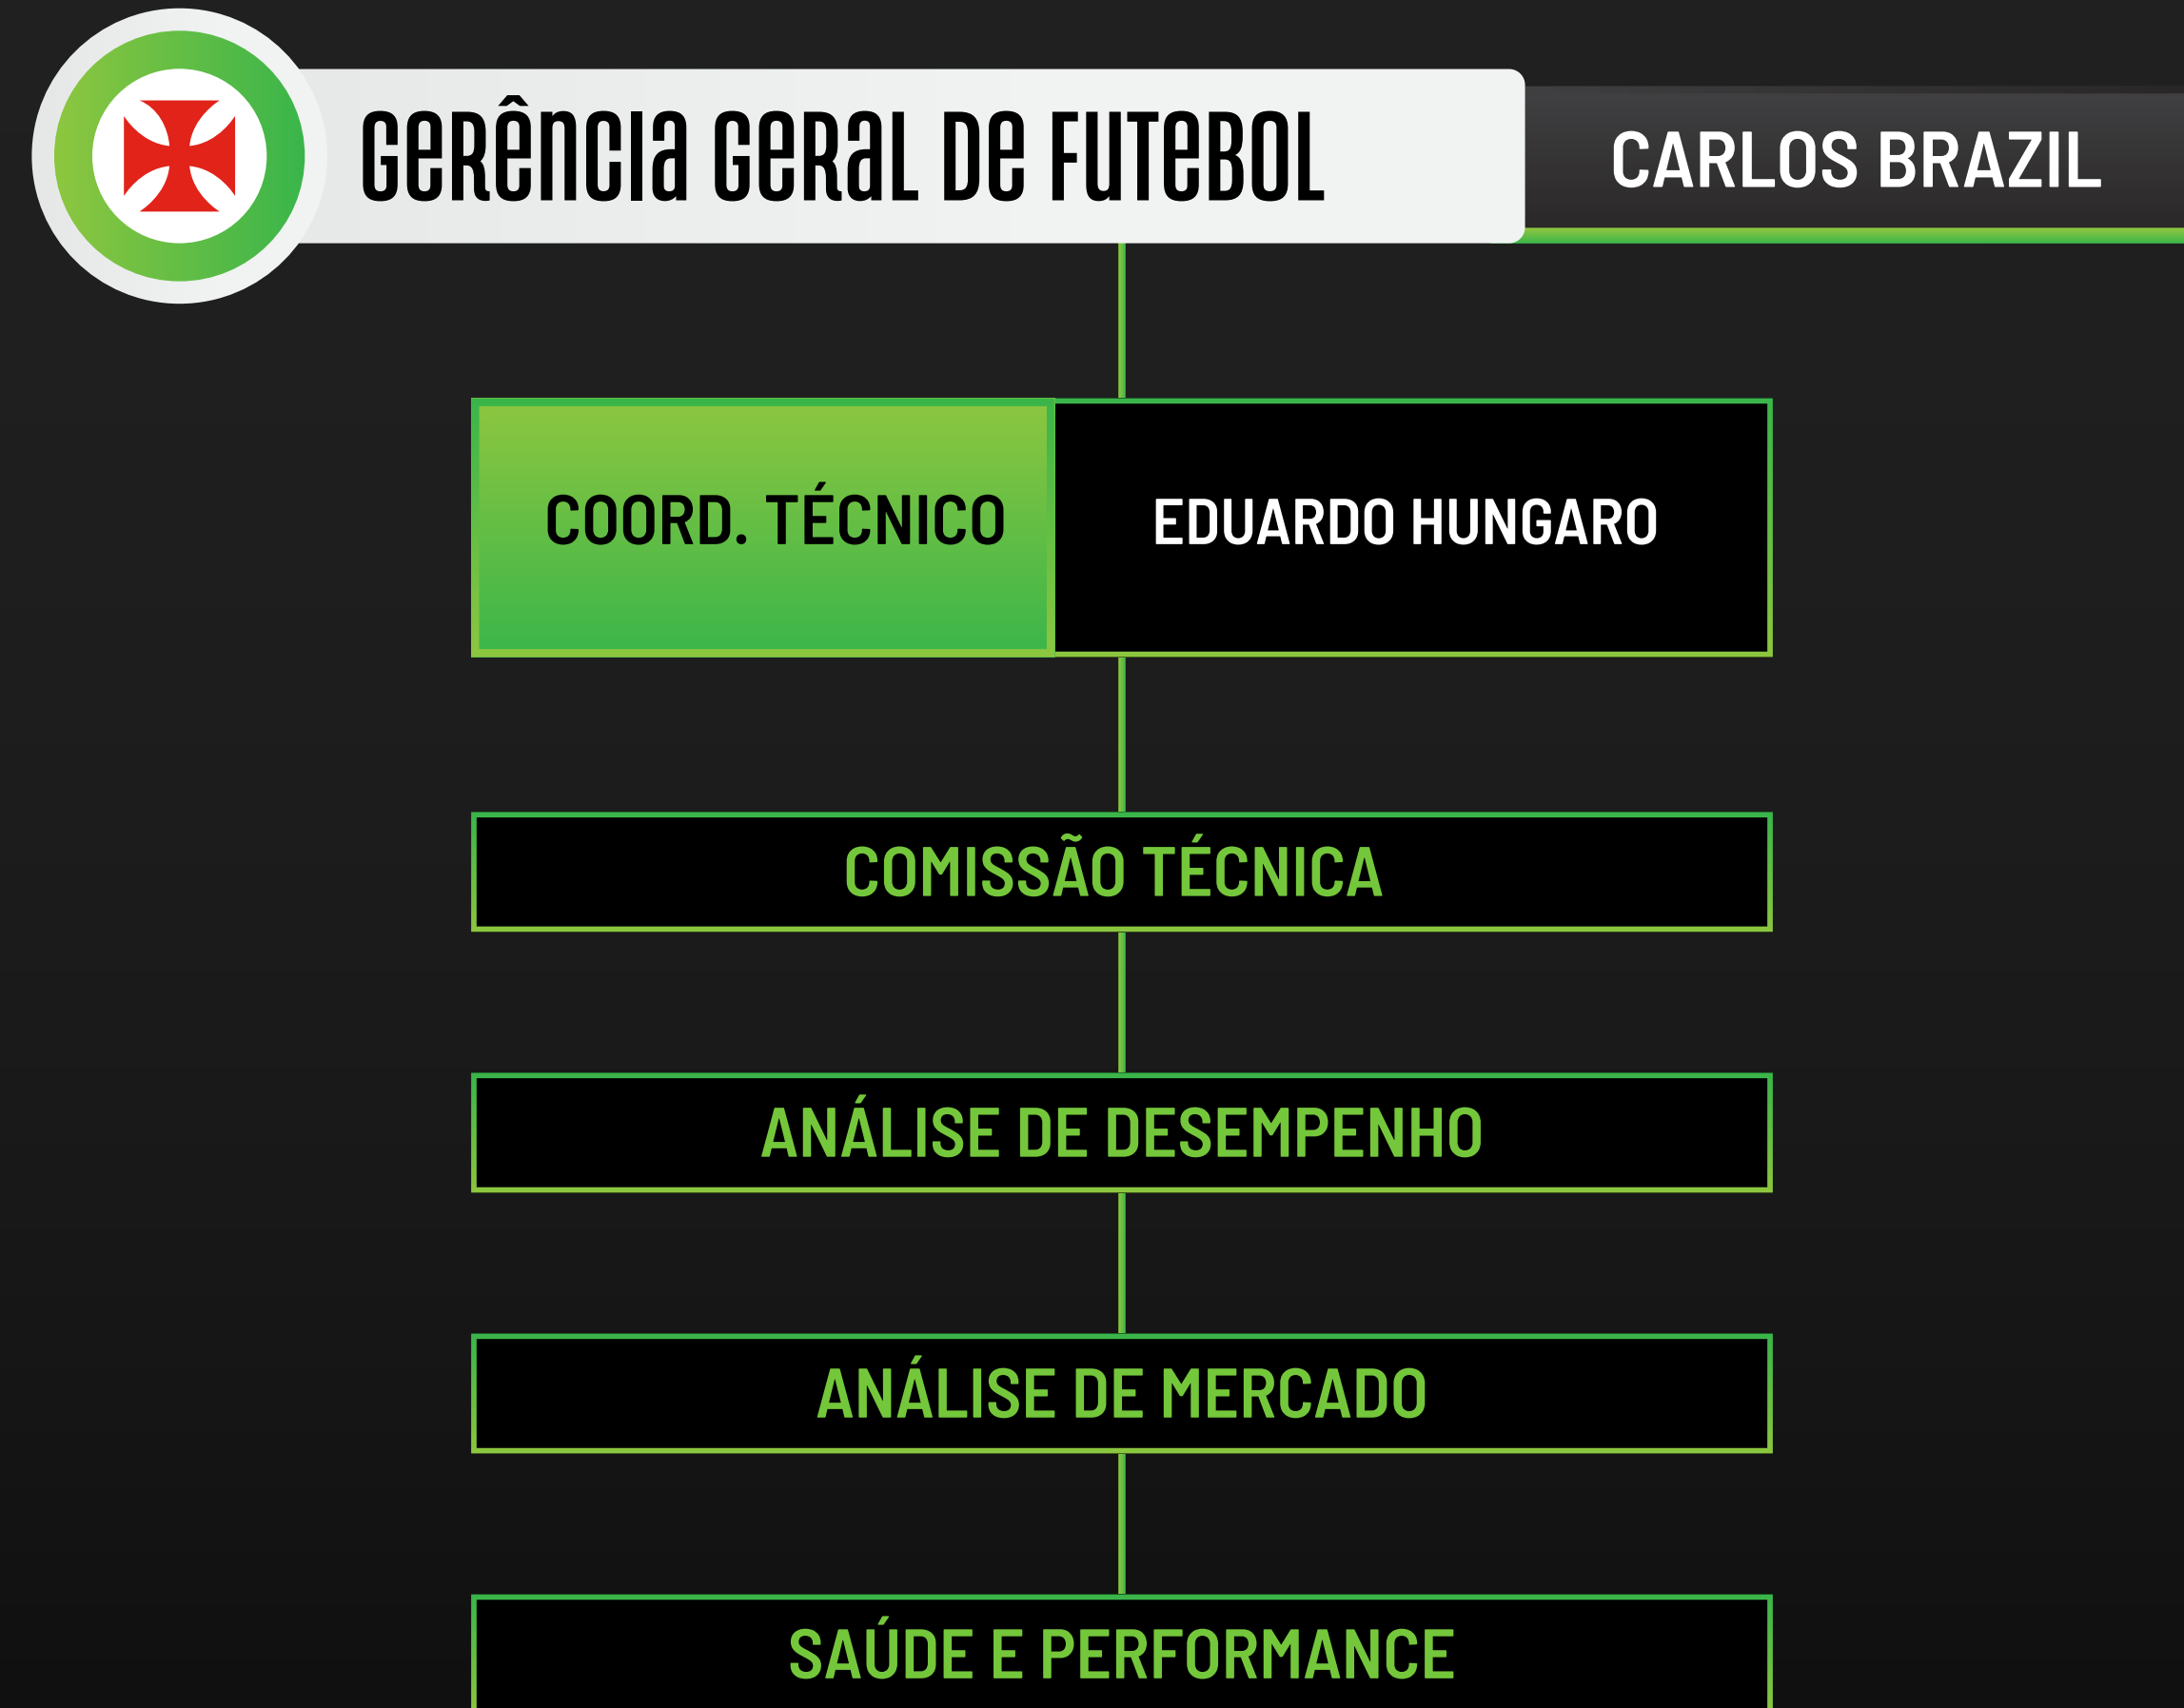 Gerência Geral de Futebol
CARLOS BRAZIL
COORD. TÉCNICO
EDUARDO HUNGARO
COMISSÃO TÉCNICA
ANÁLISE DE DESEMPENHO
ANÁLISE DE MERCADO
SAÚDE E PERFORMANCE